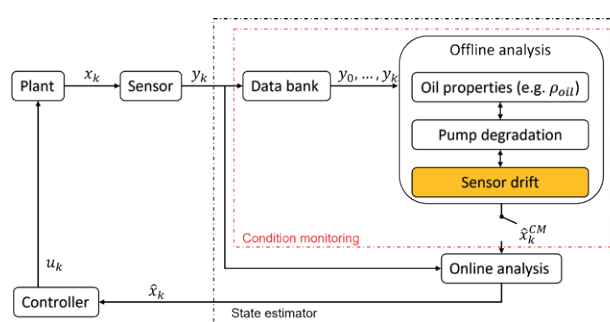 Offline analysis
Plant
x_k
Sensor
y_k
Data bank
y_0, ..., y_k
Oil properties (e.g. ρ_oil)
Pump degradation
Sensor drift
x̂_k^CM
Condition monitoring
u_k
Online analysis
Controller
x̂_k
State estimator